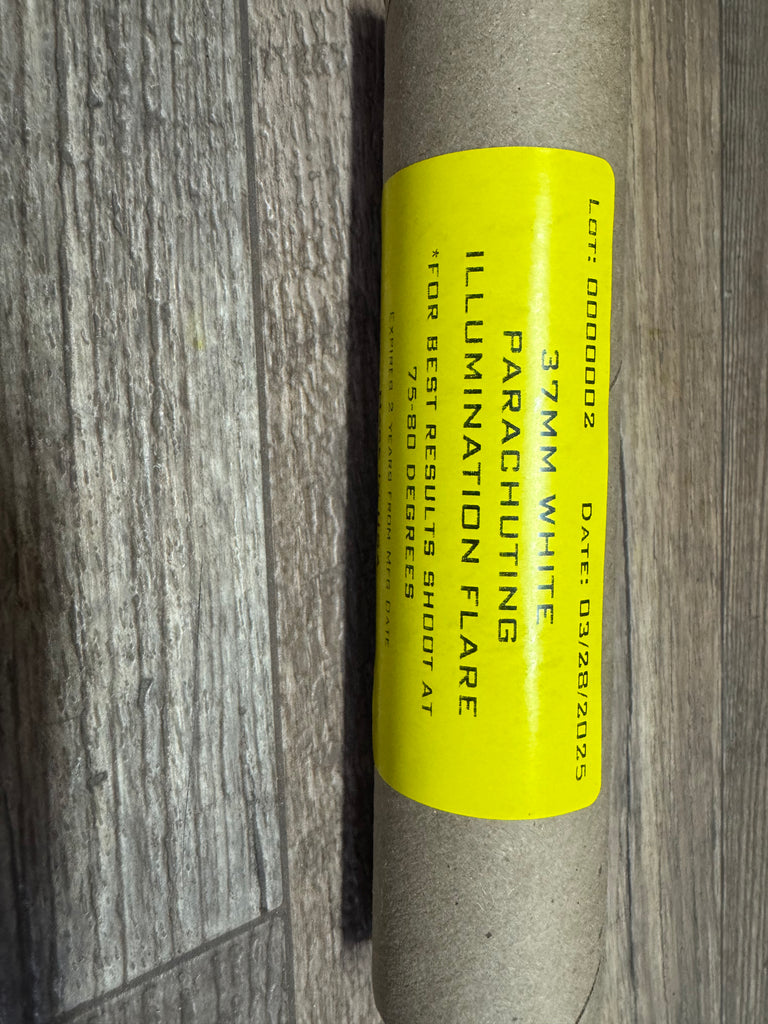 LOT: 0000002 DATE: 03/28/2025
37MM WHITE
PARACHUTING
ILLUMINATION FLARE
*FOR BEST RESULTS SHOOT AT
75-80 DEGREES
EXPIRES 2 YEARS FROM MFG DATE